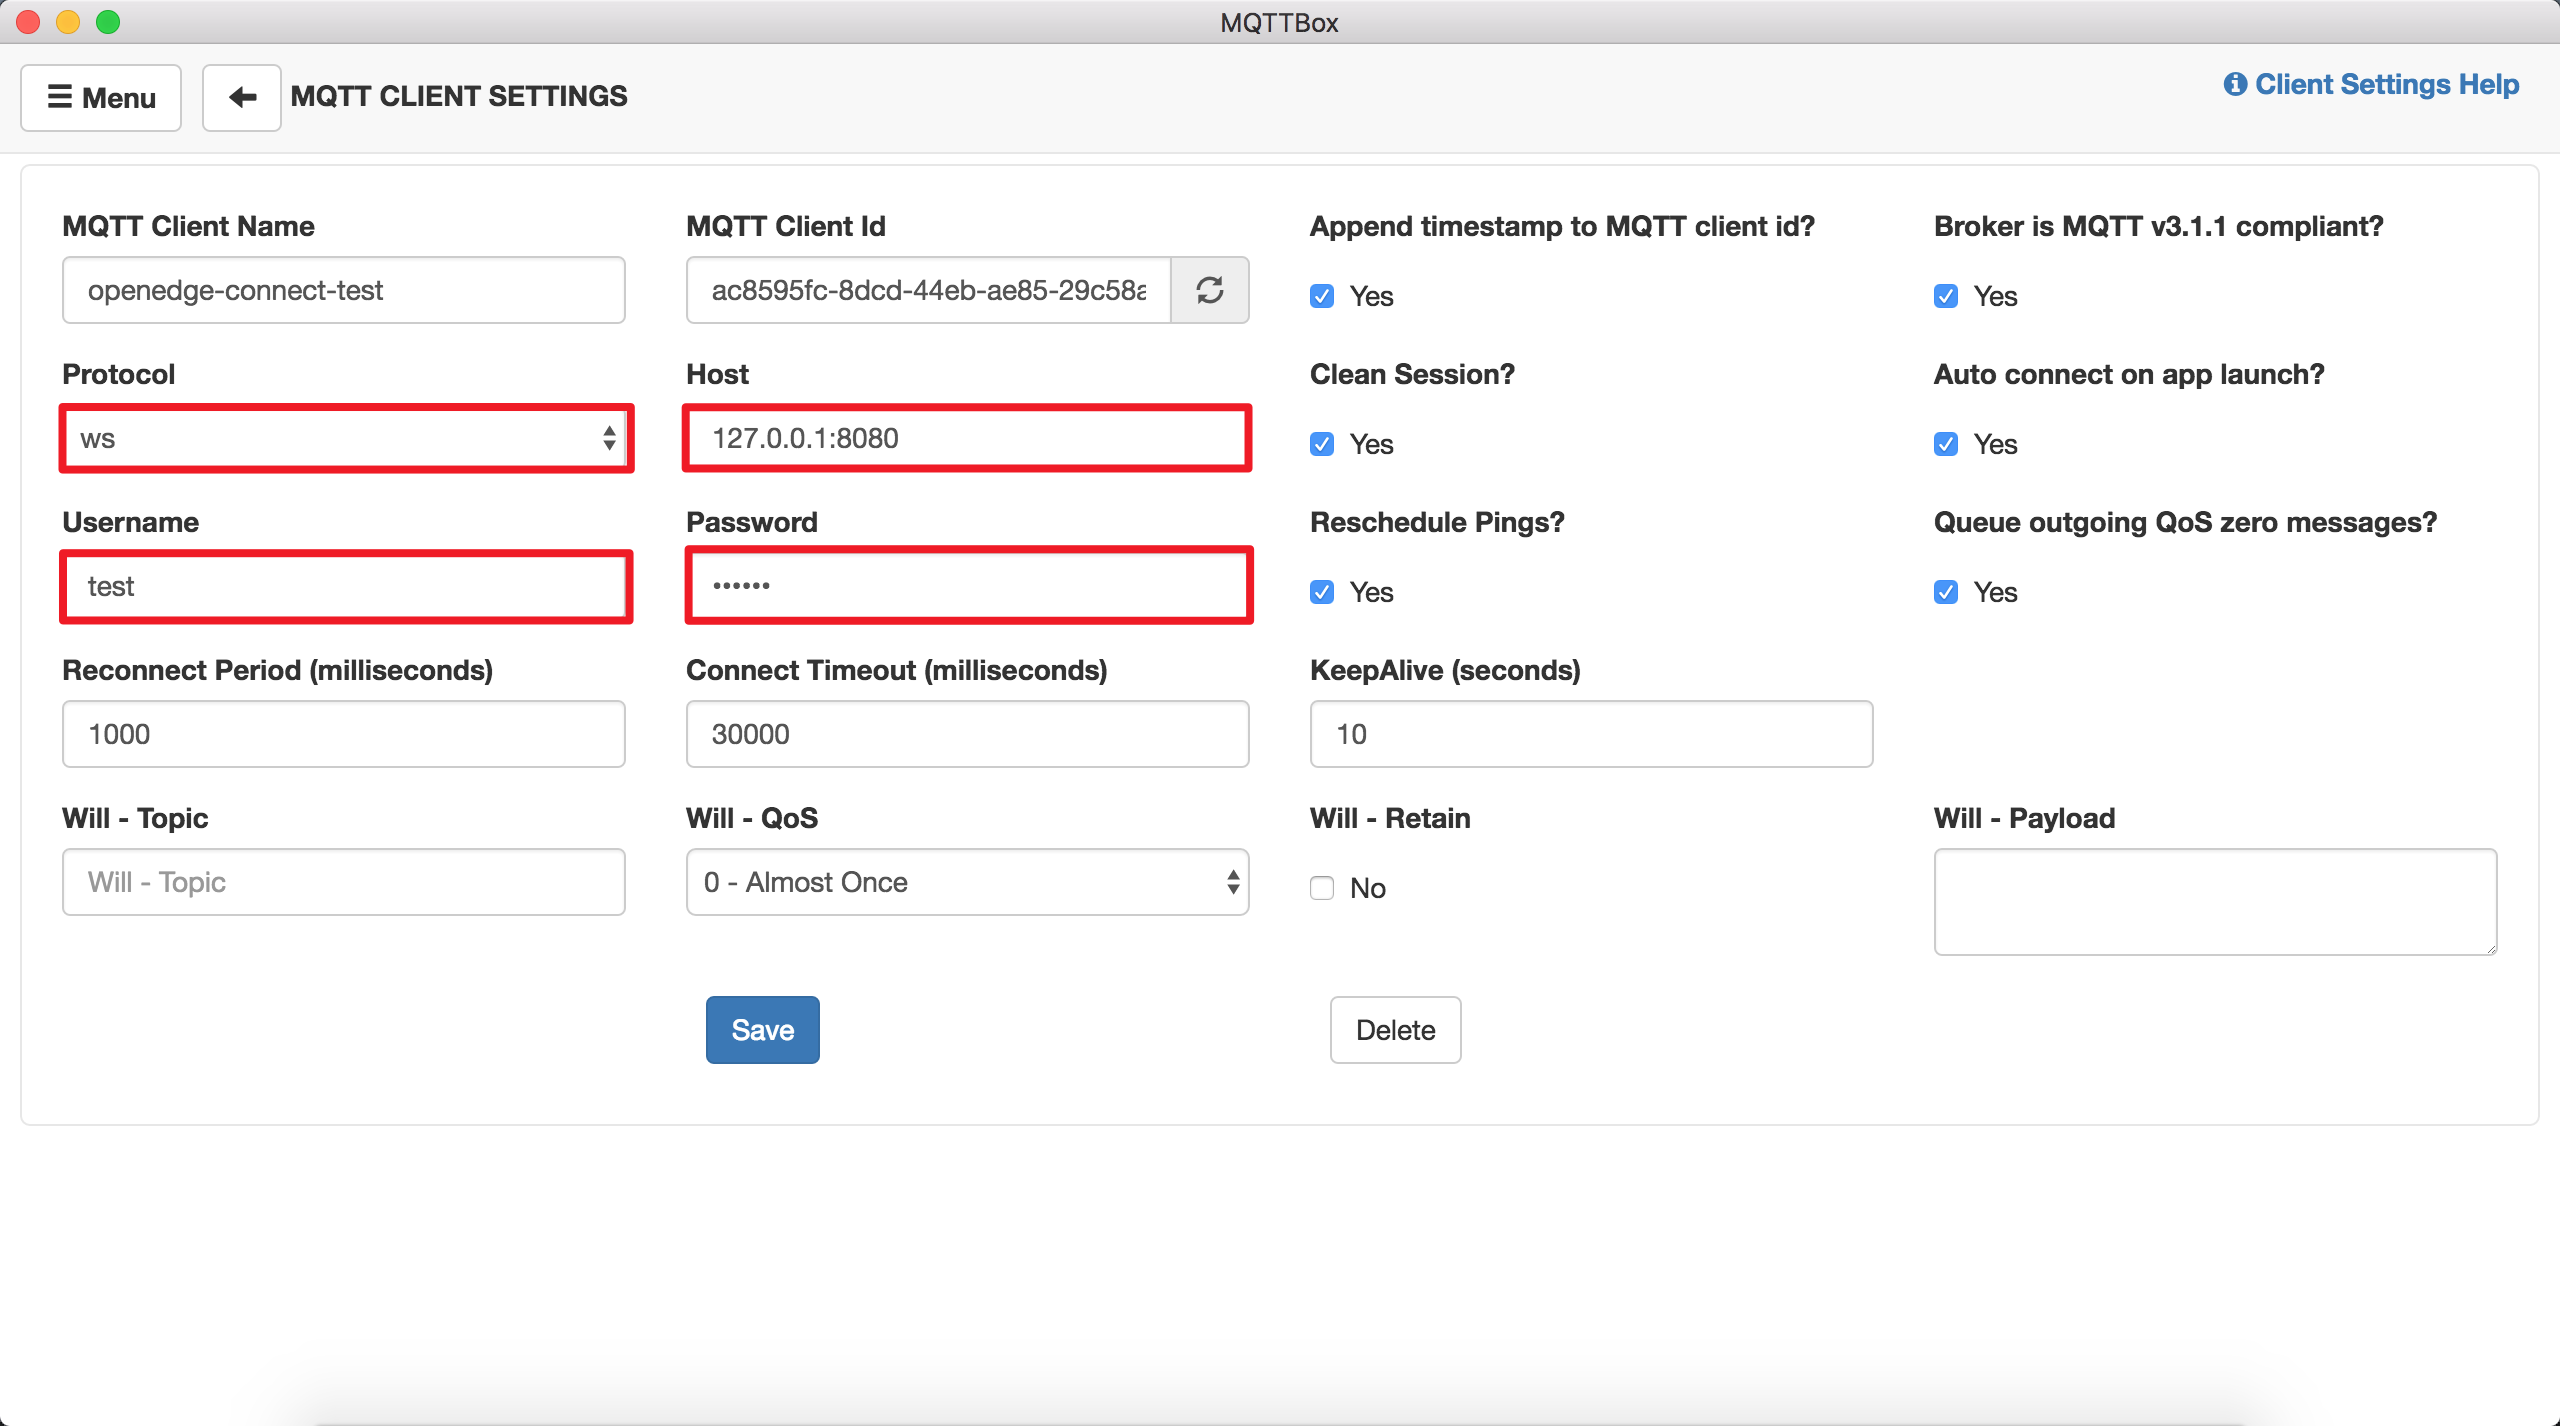 MQTTBox
Menu
MQTT CLIENT SETTINGS
Client Settings Help
MQTT Client Name
MQTT Client Id
Append timestamp to MQTT client id?
Broker is MQTT v3.1.1 compliant?
openedge-connect-test
ac8595fc-8dcd-44eb-ae85-29c58a
Yes
Yes
Protocol
Host
Clean Session?
Auto connect on app launch?
ws
127.0.0.1:8080
Yes
Yes
Username
Password
Reschedule Pings?
Queue outgoing QoS zero messages?
test
••••••
Yes
Yes
Reconnect Period (milliseconds)
Connect Timeout (milliseconds)
KeepAlive (seconds)
1000
30000
10
Will - Topic
Will - QoS
Will - Retain
Will - Payload
Will - Topic
0 - Almost Once
No
Save
Delete